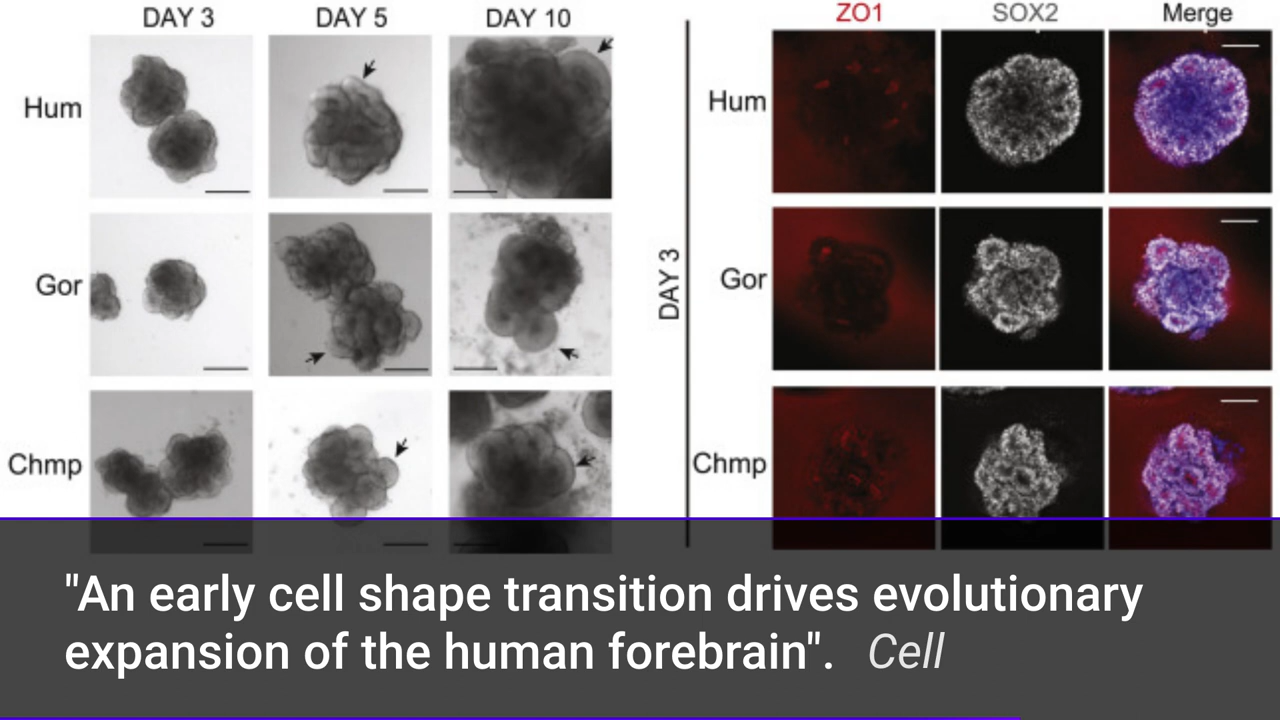 DAY 3 DAY 5 DAY 10
Hum
Gor
Chmp
ZO1 SOX2 Merge
DAY 3
Hum
Gor
Chmp
"An early cell shape transition drives evolutionary
expansion of the human forebrain". Cell